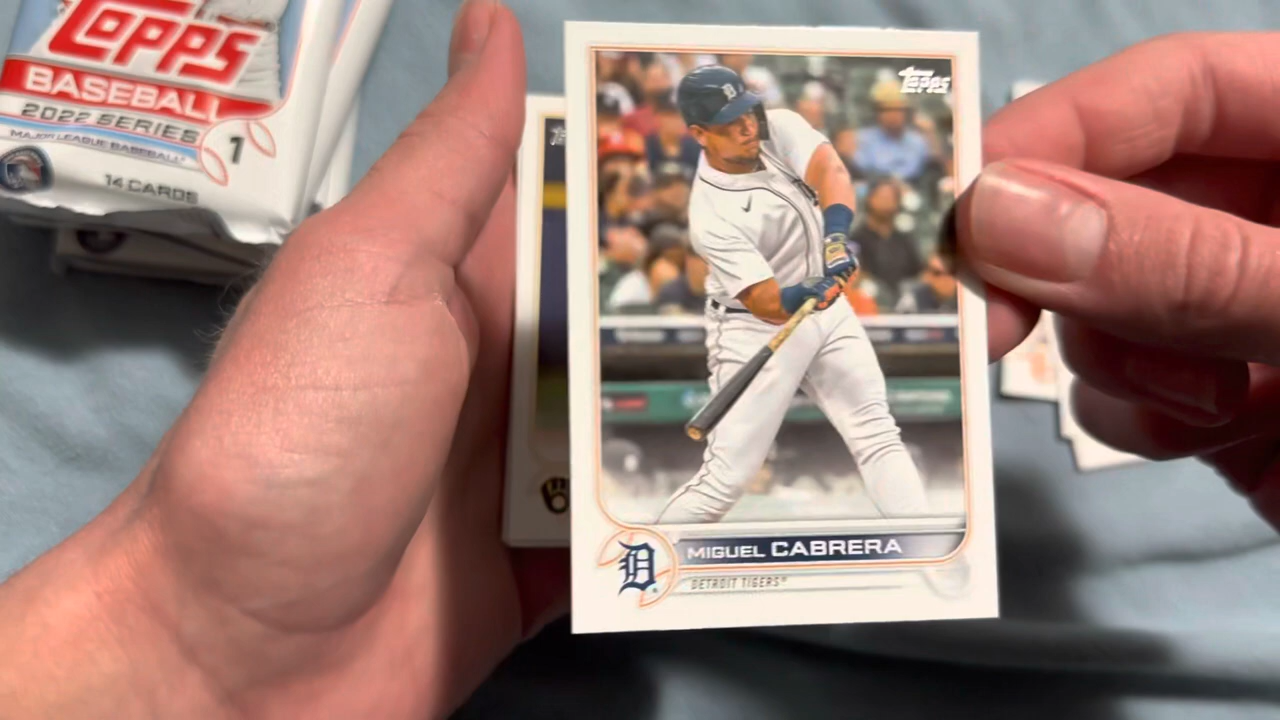 Topps
BASEBALL
2022 SERIES 1
MAJOR LEAGUE BASEBALL
14 CARDS
Topps
D
MIGUEL CABRERA
DETROIT TIGERS®